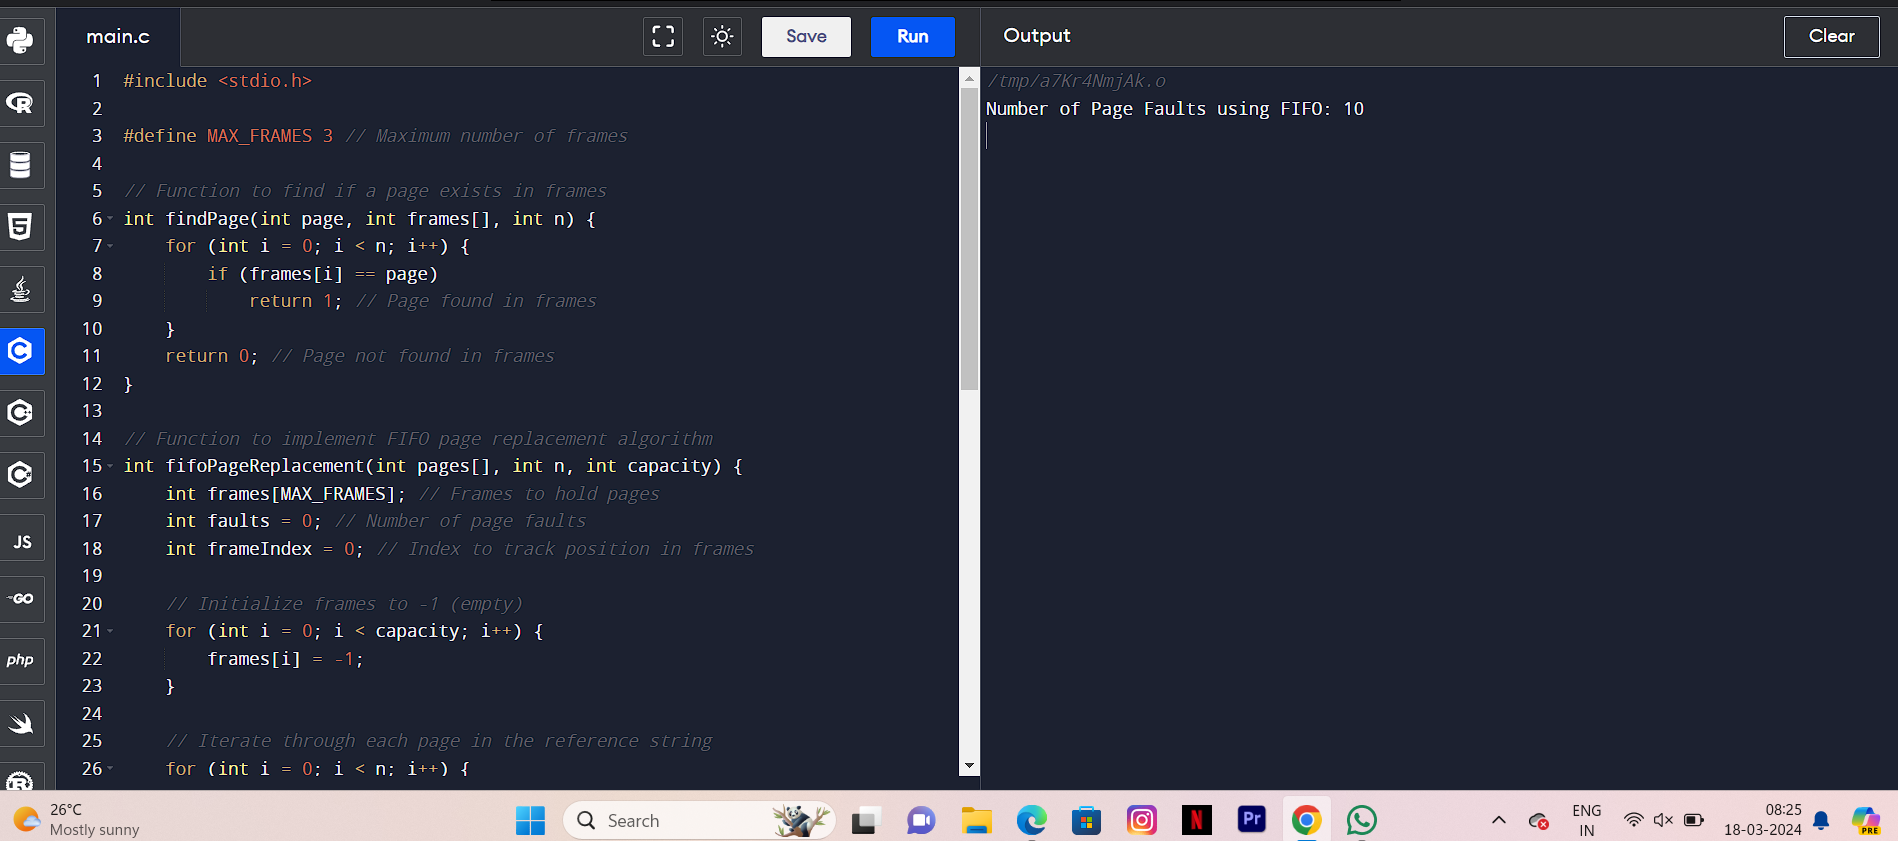 main.c
Save
Run
Output
Clear
1 #include <stdio.h>
2
3 #define MAX_FRAMES 3 // Maximum number of frames
4
5 // Function to find if a page exists in frames
6 int findPage(int page, int frames[], int n) {
7 for (int i = 0; i < n; i++) {
8 if (frames[i] == page)
9 return 1; // Page found in frames
10 }
11 return 0; // Page not found in frames
12 }
13
14 // Function to implement FIFO page replacement algorithm
15 int fifoPageReplacement(int pages[], int n, int capacity) {
16 int frames[MAX_FRAMES]; // Frames to hold pages
17 int faults = 0; // Number of page faults
18 int frameIndex = 0; // Index to track position in frames
19
20 // Initialize frames to -1 (empty)
21 for (int i = 0; i < capacity; i++) {
22 frames[i] = -1;
23 }
24
25 // Iterate through each page in the reference string
26 for (int i = 0; i < n; i++) {
/tmp/a7Kr4NmjAk.o
Number of Page Faults using FIFO: 10
R
5
C
C
C
JS
GO
php
R
26°C
Mostly sunny
Search
N
Pr
ENG
IN
08:25
18-03-2024
PRE